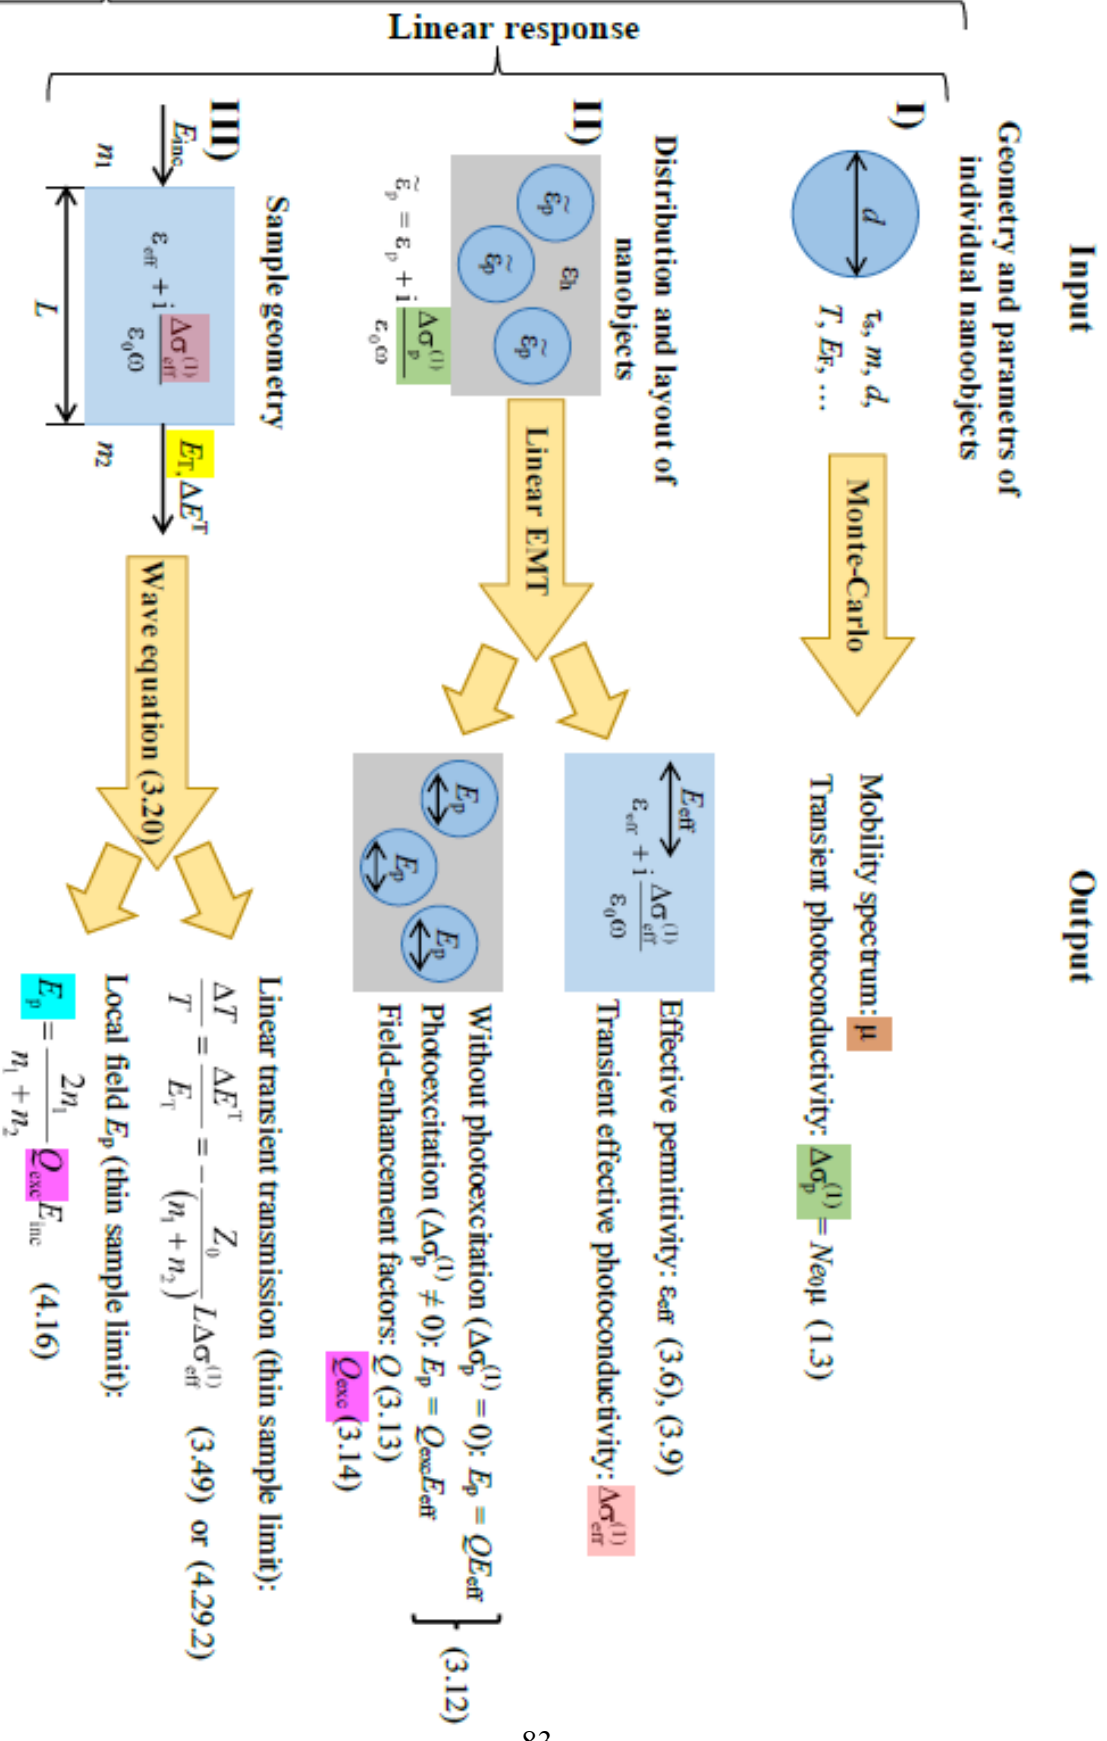 Input
Output
Linear response
I)
Geometry and parametrs of
individual nanoobjects
d
τs, m, d,
T, EF, …
Monte-Carlo
Mobility spectrum: μ
Transient photoconductivity: Δσp(1) = Ne0μ (1.3)
II)
Distribution and layout of
nanobjects
ε̃p
εh
ε̃p
ε̃p
ε̃p = εp + i Δσp(1) / ε0ω
Linear EMT
Eeff
εeff + i Δσeff(1) / ε0ω
Effective permittivity: εeff (3.6), (3.9)
Transient effective photoconductivity: Δσeff(1)
Ep
Ep
Ep
Without photoexcitation (Δσp(1) = 0): Ep = QEeff
Photoexcitation (Δσp(1) ≠ 0): Ep = QexcEeff
(3.12)
Field-enhancement factors: Q (3.13)
Qexc (3.14)
III)
Sample geometry
Einc
n1
εeff + i Δσeff(1) / ε0ω
L
n2
ET, ΔET
Wave equation (3.20)
Linear transient transmission (thin sample limit):
ΔT / T = ΔET / ET = − Z0 / (n1 + n2) LΔσeff(1) (3.49) or (4.29.2)
Local field Ep (thin sample limit):
Ep = 2n1 / n1 + n2 Qexc Einc (4.16)
83